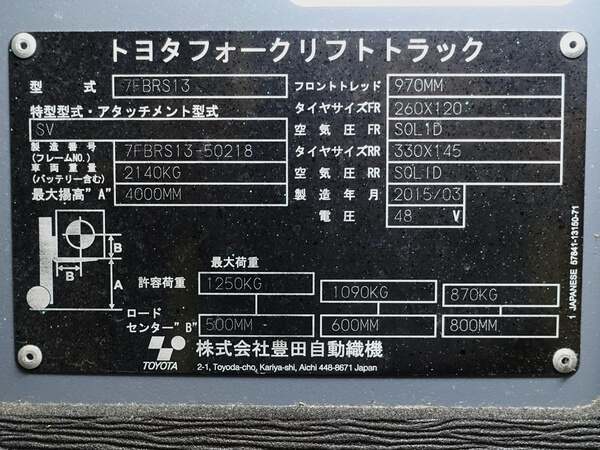 トヨタフォークリフトトラック
型式 7FBRS13 フロントトレッド 970MM
特型型式・アタッチメント型式 タイヤサイズFR 260X120
SV 空気圧 FR SOLID
製造番号 (フレームNO.) 7FBRS13-50218 タイヤサイズRR 330X145
車両重量 (バッテリー含む) 2140KG 空気圧 RR SOLID
最大揚高"A" 4000MM 製造年月 2015/03
電圧 48 V
B
B
A
最大荷重
許容荷重 1250KG 1090KG 870KG
ロード
センター"B" 500MM 600MM 800MM
TOYOTA 株式会社豊田自動織機
2-1, Toyoda-cho, Kariya-shi, Aichi 448-8671 Japan
1 JAPANESE 57841-13150-71